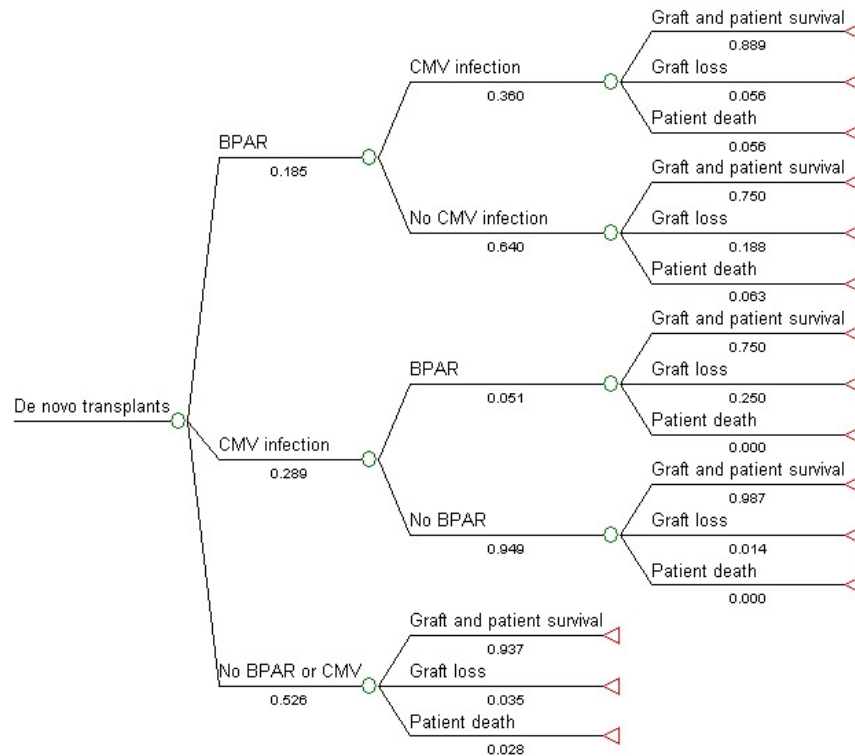 Graft and patient survival
0.889
CMV infection
Graft loss
0.360
0.056
Patient death
BPAR
0.056
0.185
Graft and patient survival
0.750
No CMV infection
Graft loss
0.640
0.188
Patient death
0.063
Graft and patient survival
0.750
BPAR
Graft loss
0.051
0.250
De novo transplants
Patient death
0.000
CMV infection
0.289
Graft and patient survival
0.987
No BPAR
Graft loss
0.949
0.014
Patient death
0.000
Graft and patient survival
0.937
No BPAR or CMV
Graft loss
0.526
0.035
Patient death
0.028